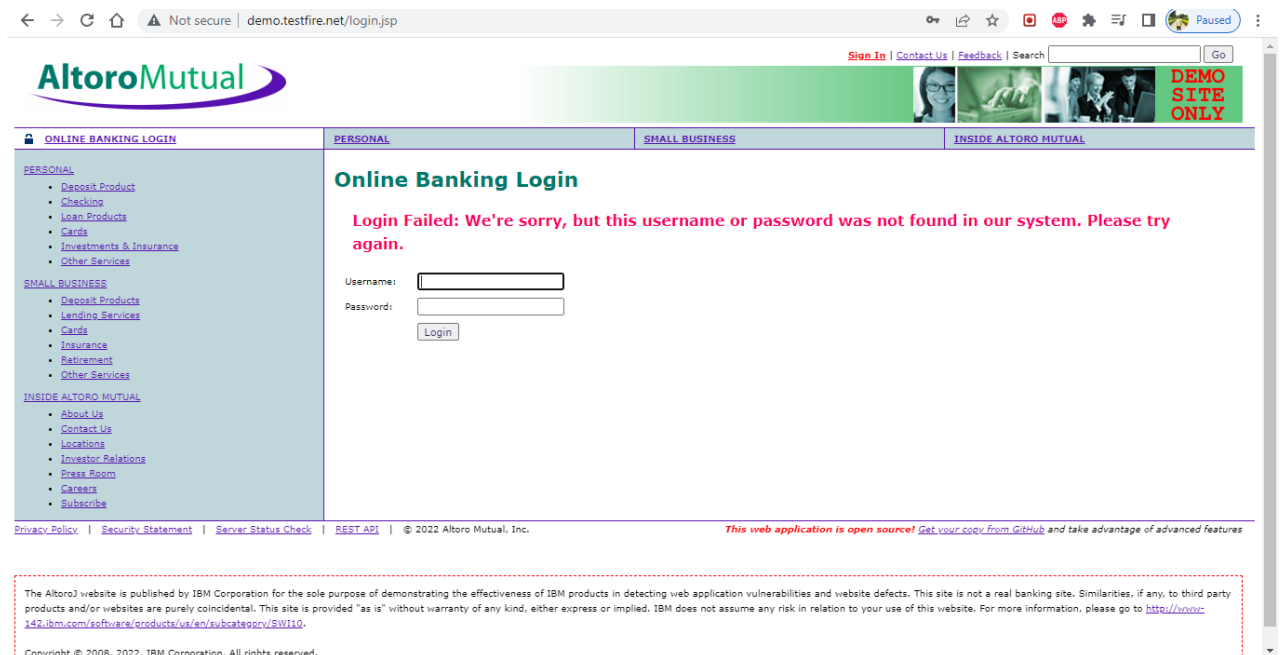 Not secure | demo.testfire.net/login.jsp
ABP
Paused
Sign In | Contact Us | Feedback | Search
Go
AltoroMutual
DEMO
SITE
ONLY
ONLINE BANKING LOGIN
PERSONAL
SMALL BUSINESS
INSIDE ALTORO MUTUAL
PERSONAL
• Deposit Product
• Checking
• Loan Products
• Cards
• Investments & Insurance
• Other Services
SMALL BUSINESS
• Deposit Products
• Lending Services
• Cards
• Insurance
• Retirement
• Other Services
INSIDE ALTORO MUTUAL
• About Us
• Contact Us
• Locations
• Investor Relations
• Press Room
• Careers
• Subscribe
Online Banking Login
Login Failed: We're sorry, but this username or password was not found in our system. Please try
again.
Username:
Password:
Login
Privacy Policy | Security Statement | Server Status Check | REST API | © 2022 Altoro Mutual, Inc.
This web application is open source! Get your copy from GitHub and take advantage of advanced features
The AltoroJ website is published by IBM Corporation for the sole purpose of demonstrating the effectiveness of IBM products in detecting web application vulnerabilities and website defects. This site is not a real banking site. Similarities, if any, to third party
products and/or websites are purely coincidental. This site is provided "as is" without warranty of any kind, either express or implied. IBM does not assume any risk in relation to your use of this website. For more information, please go to http://www-
142.ibm.com/software/products/us/en/subcategory/SWI10.
Copyright © 2008, 2022, IBM Corporation, All rights reserved.